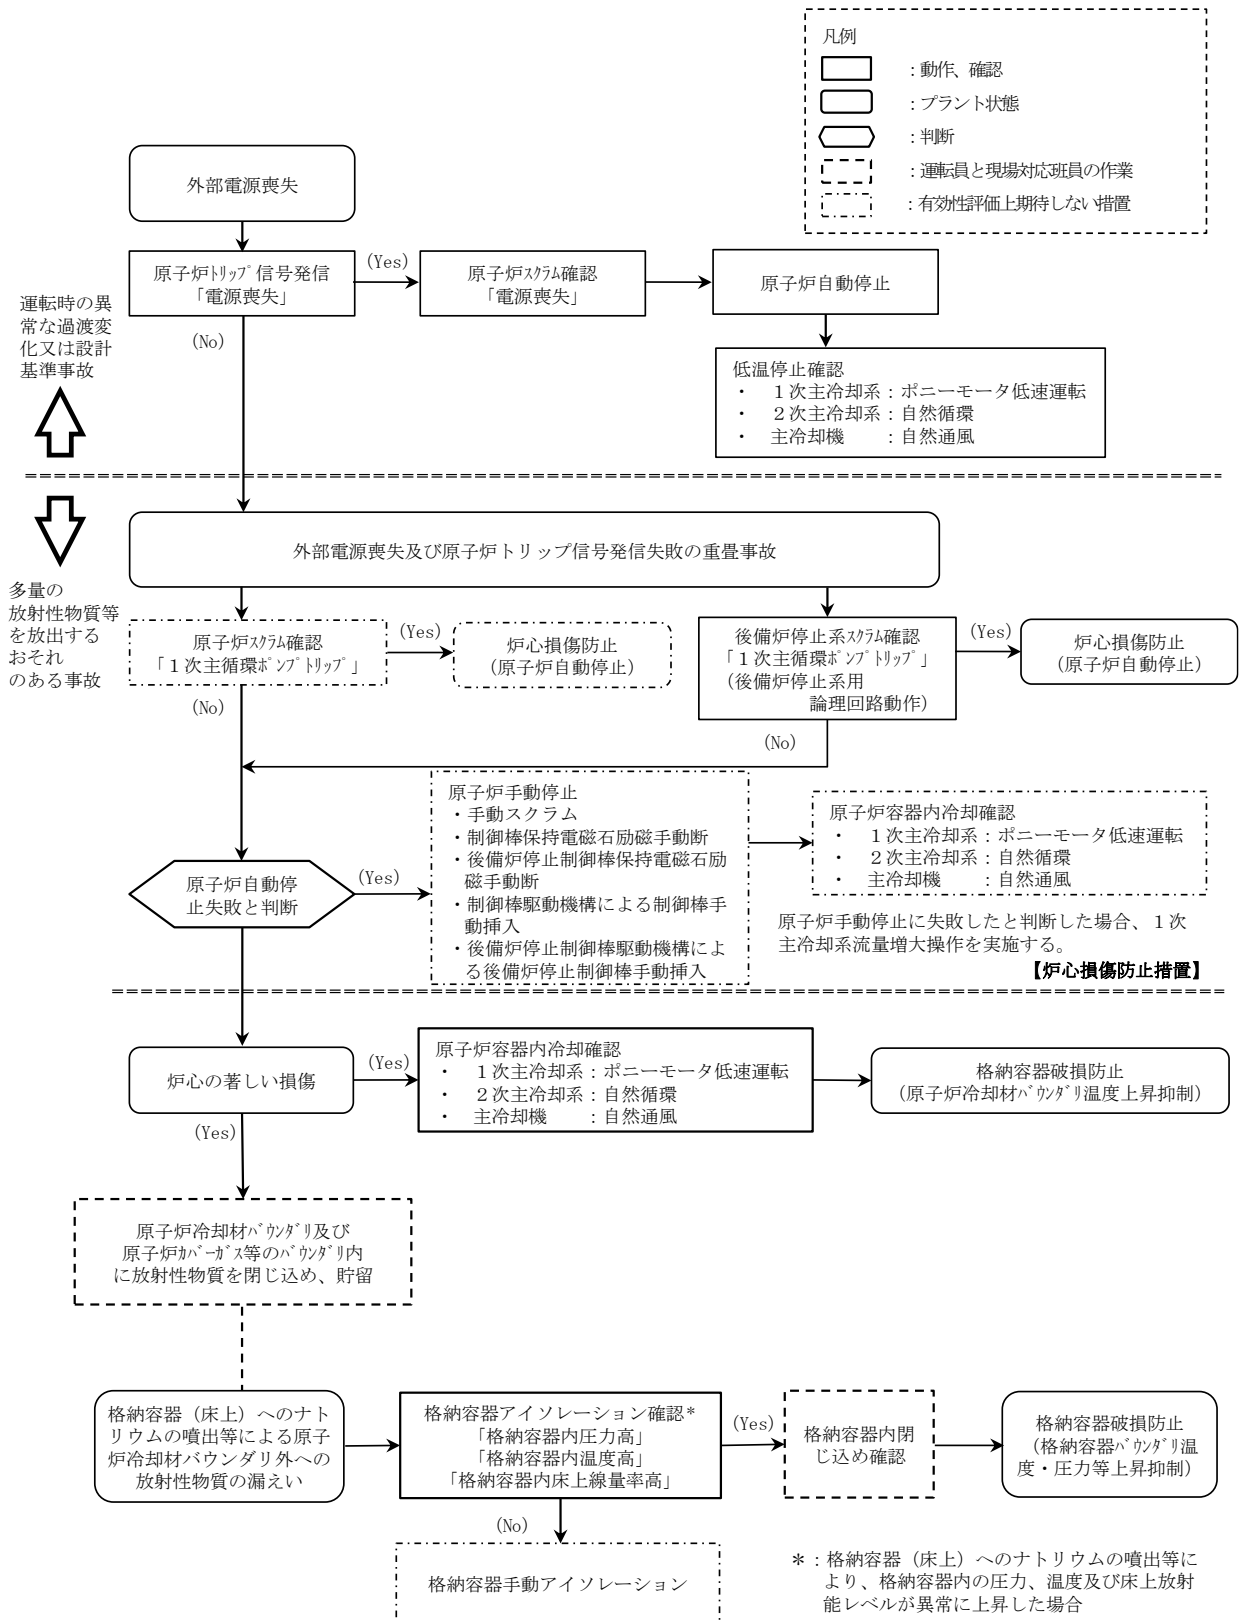 凡例
：動作、確認
：プラント状態
：判断
：運転員と現場対応班員の作業
：有効性評価上期待しない措置
外部電源喪失
原子炉ﾄﾘｯﾌﾟ信号発信
「電源喪失」
(Yes)
原子炉ｽｸﾗﾑ確認
「電源喪失」
原子炉自動停止
(No)
運転時の異
常な過渡変
化又は設計
基準事故
低温停止確認
・　１次主冷却系：ポニーモータ低速運転
・　２次主冷却系：自然循環
・　主冷却機　　：自然通風
外部電源喪失及び原子炉トリップ信号発信失敗の重畳事故
多量の
放射性物質等
を放出する
おそれ
のある事故
原子炉ｽｸﾗﾑ確認
「１次主循環ﾎﾟﾝﾌﾟﾄﾘｯﾌﾟ」
(Yes)
炉心損傷防止
（原子炉自動停止）
後備炉停止系ｽｸﾗﾑ確認
「１次主循環ﾎﾟﾝﾌﾟﾄﾘｯﾌﾟ」
（後備炉停止系用
論理回路動作）
(Yes)
炉心損傷防止
（原子炉自動停止）
(No)
(No)
原子炉自動停
止失敗と判断
(Yes)
原子炉手動停止
・手動スクラム
・制御棒保持電磁石励磁手動断
・後備炉停止制御棒保持電磁石励
磁手動断
・制御棒駆動機構による制御棒手
動挿入
・後備炉停止制御棒駆動機構によ
る後備炉停止制御棒手動挿入
原子炉容器内冷却確認
・　１次主冷却系：ポニーモータ低速運転
・　２次主冷却系：自然循環
・　主冷却機　　：自然通風
原子炉手動停止に失敗したと判断した場合、１次
主冷却系流量増大操作を実施する。
【炉心損傷防止措置】
炉心の著しい損傷
(Yes)
原子炉容器内冷却確認
・　１次主冷却系：ポニーモータ低速運転
・　２次主冷却系：自然循環
・　主冷却機　　：自然通風
格納容器破損防止
（原子炉冷却材ﾊﾞｳﾝﾀﾞﾘ温度上昇抑制）
(Yes)
原子炉冷却材ﾊﾞｳﾝﾀﾞﾘ及び
原子炉ｶﾊﾞｰｶﾞｽ等のﾊﾞｳﾝﾀﾞﾘ内
に放射性物質を閉じ込め、貯留
格納容器（床上）へのナト
リウムの噴出等による原子
炉冷却材バウンダリ外への
放射性物質の漏えい
格納容器アイソレーション確認*
「格納容器内圧力高」
「格納容器内温度高」
「格納容器内床上線量率高」
(Yes)
格納容器内閉
じ込め確認
格納容器破損防止
（格納容器ﾊﾞｳﾝﾀﾞﾘ温
度・圧力等上昇抑制）
(No)
格納容器手動アイソレーション
＊：格納容器（床上）へのナトリウムの噴出等に
より、格納容器内の圧力、温度及び床上放射
能レベルが異常に上昇した場合